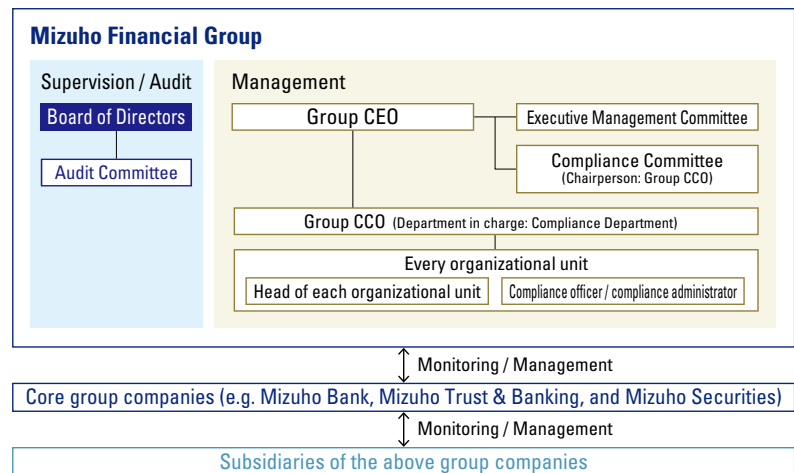 Mizuho Financial Group
Supervision / Audit
Board of Directors
Audit Committee
Management
Group CEO
Executive Management Committee
Compliance Committee
(Chairperson: Group CCO)
Group CCO (Department in charge: Compliance Department)
Every organizational unit
Head of each organizational unit
Compliance officer / compliance administrator
Monitoring / Management
Core group companies (e.g. Mizuho Bank, Mizuho Trust & Banking, and Mizuho Securities)
Monitoring / Management
Subsidiaries of the above group companies